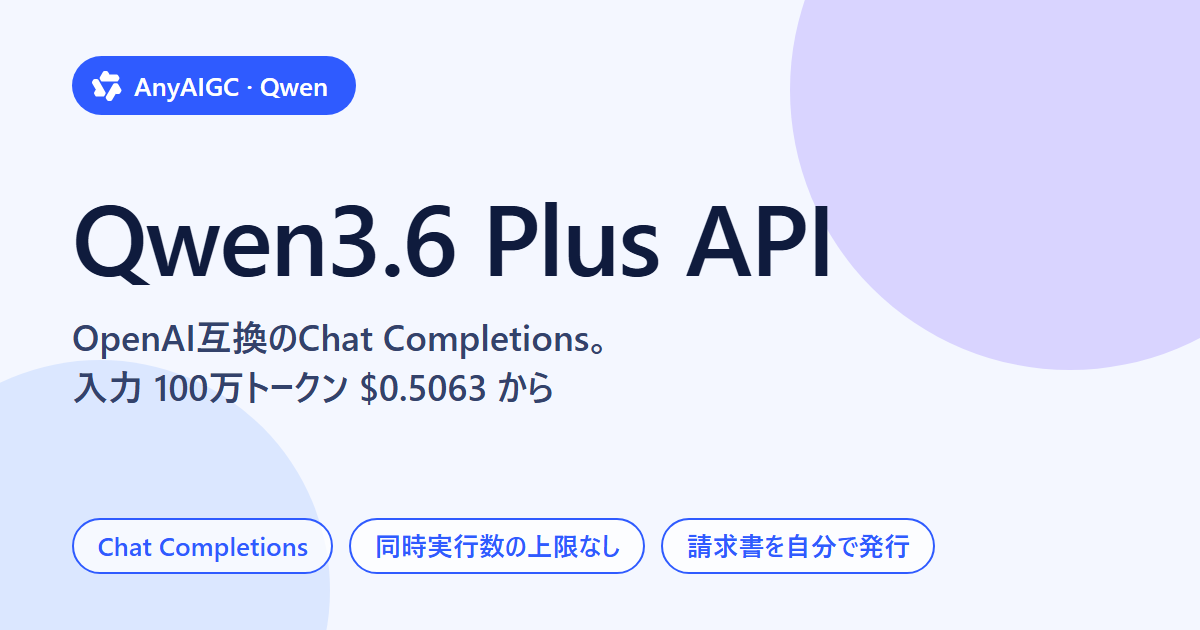 AnyAIGC · Qwen
Qwen3.6 Plus API
OpenAI互換のChat Completions。
入力 100万トークン $0.5063 から
Chat Completions
同時実行数の上限なし
請求書を自分で発行